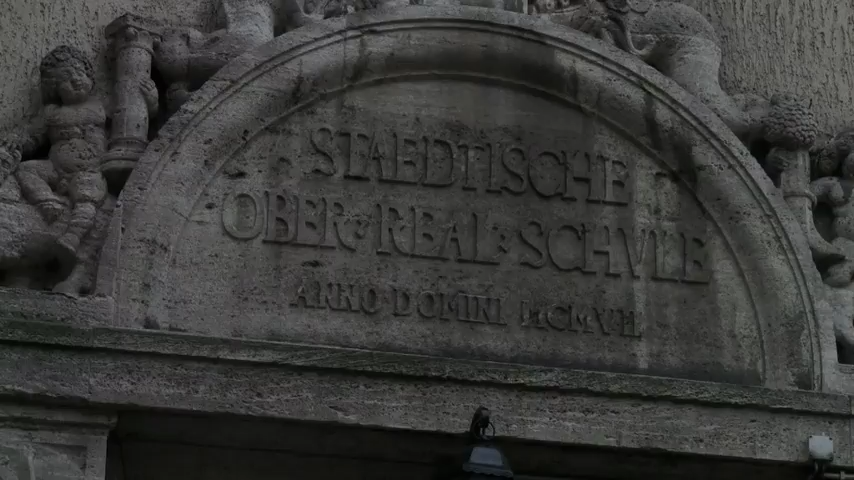 STAEDTISCHE
OBER·REAL·SCHVLE
ANNO DOMINI MCMVII